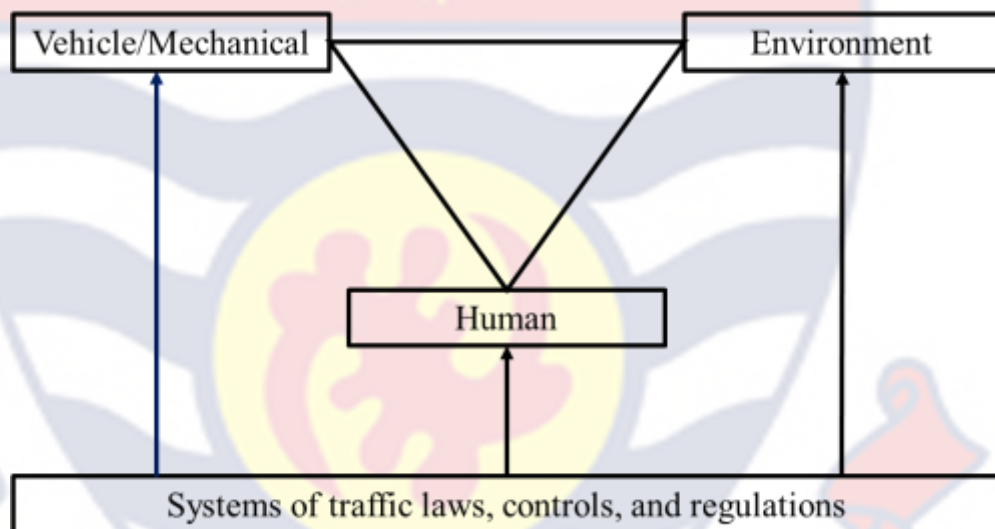 Vehicle/Mechanical
Environment
Human
Systems of traffic laws, controls, and regulations